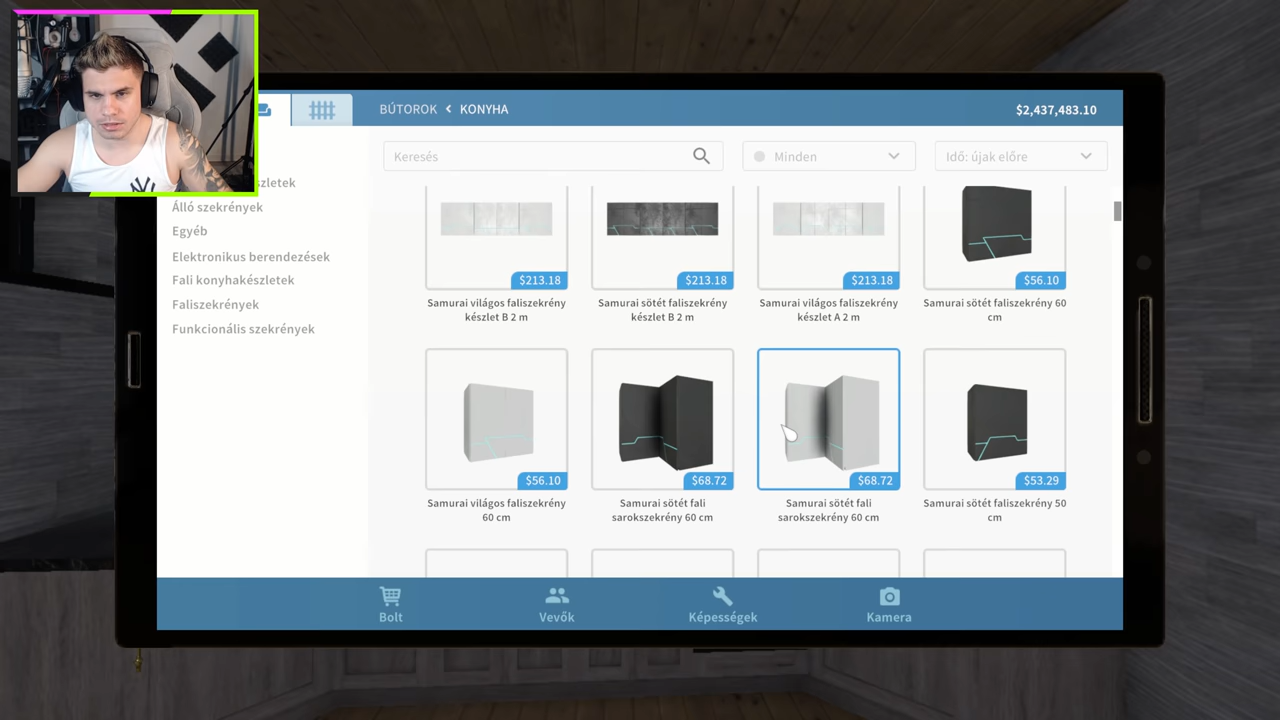 BÚTOROK < KONYHA
$2,437,483.10
Keresés
Minden
Idő: újak előre
zletek
Álló szekrények
Egyéb
Elektronikus berendezések
Fali konyhakészletek
Faliszekrények
Funkcionális szekrények
$213.18
$213.18
$213.18
$56.10
Samurai világos faliszekrény
készlet B 2 m
Samurai sötét faliszekrény
készlet B 2 m
Samurai világos faliszekrény
készlet A 2 m
Samurai sötét faliszekrény 60
cm
$56.10
$68.72
$68.72
$53.29
Samurai világos faliszekrény
60 cm
Samurai sötét fali
sarokszekrény 60 cm
Samurai sötét fali
sarokszekrény 60 cm
Samurai sötét faliszekrény 50
cm
Bolt
Vevők
Képességek
Kamera